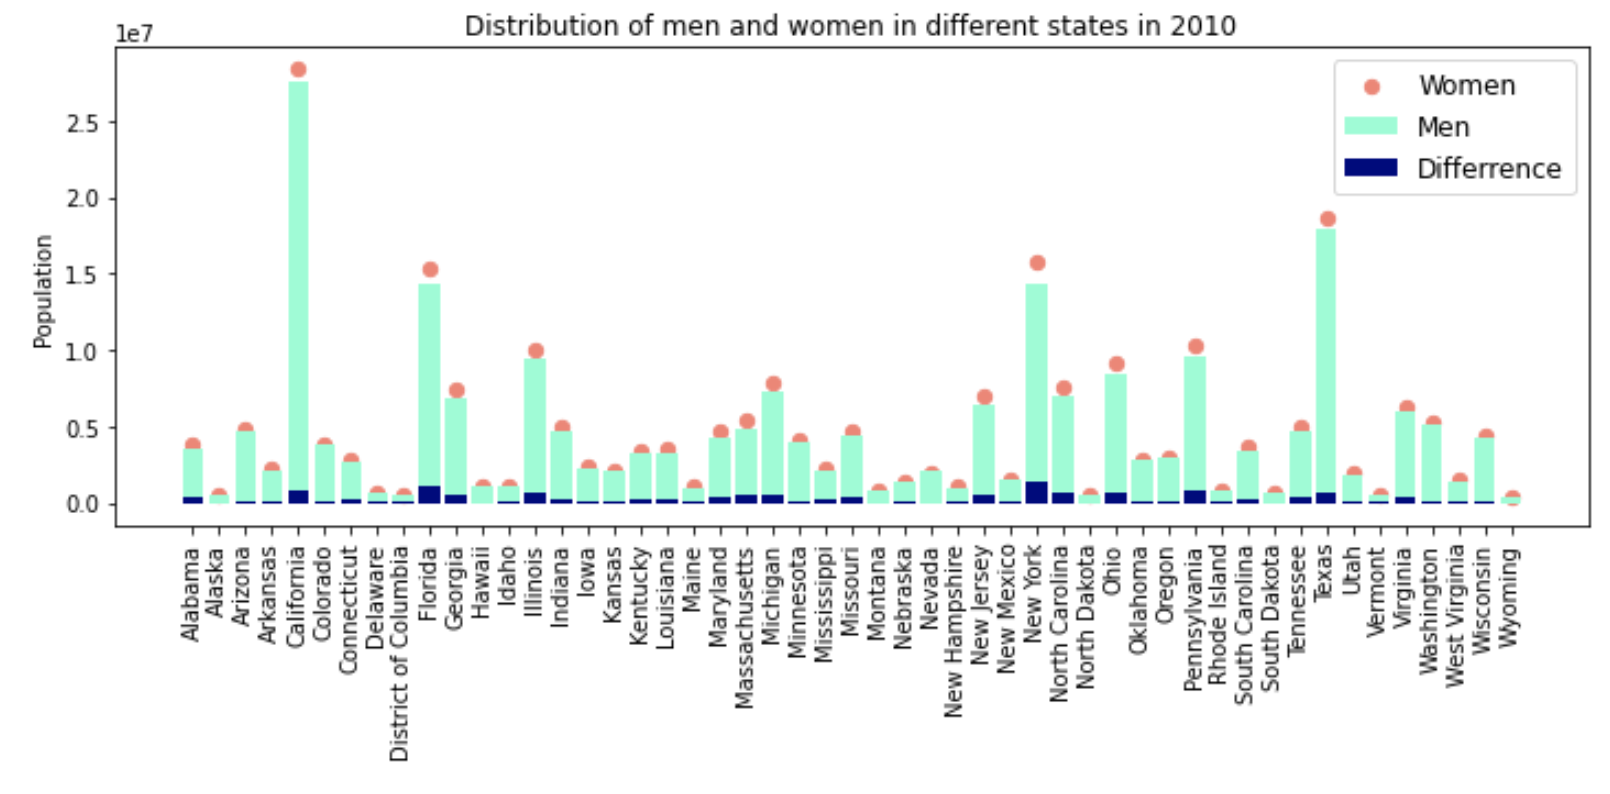 Distribution of men and women in different states in 2010
1e7
Women
Men
Differrence
Population
2.5
2.0
1.5
1.0
0.5
0.0
Alabama
Alaska
Arizona
Arkansas
California
Colorado
Connecticut
Delaware
District of Columbia
Florida
Georgia
Hawaii
Idaho
Illinois
Indiana
Iowa
Kansas
Kentucky
Louisiana
Maine
Maryland
Massachusetts
Michigan
Minnesota
Mississippi
Missouri
Montana
Nebraska
Nevada
New Hampshire
New Jersey
New Mexico
New York
North Carolina
North Dakota
Ohio
Oklahoma
Oregon
Pennsylvania
Rhode Island
South Carolina
South Dakota
Tennessee
Texas
Utah
Vermont
Virginia
Washington
West Virginia
Wisconsin
Wyoming